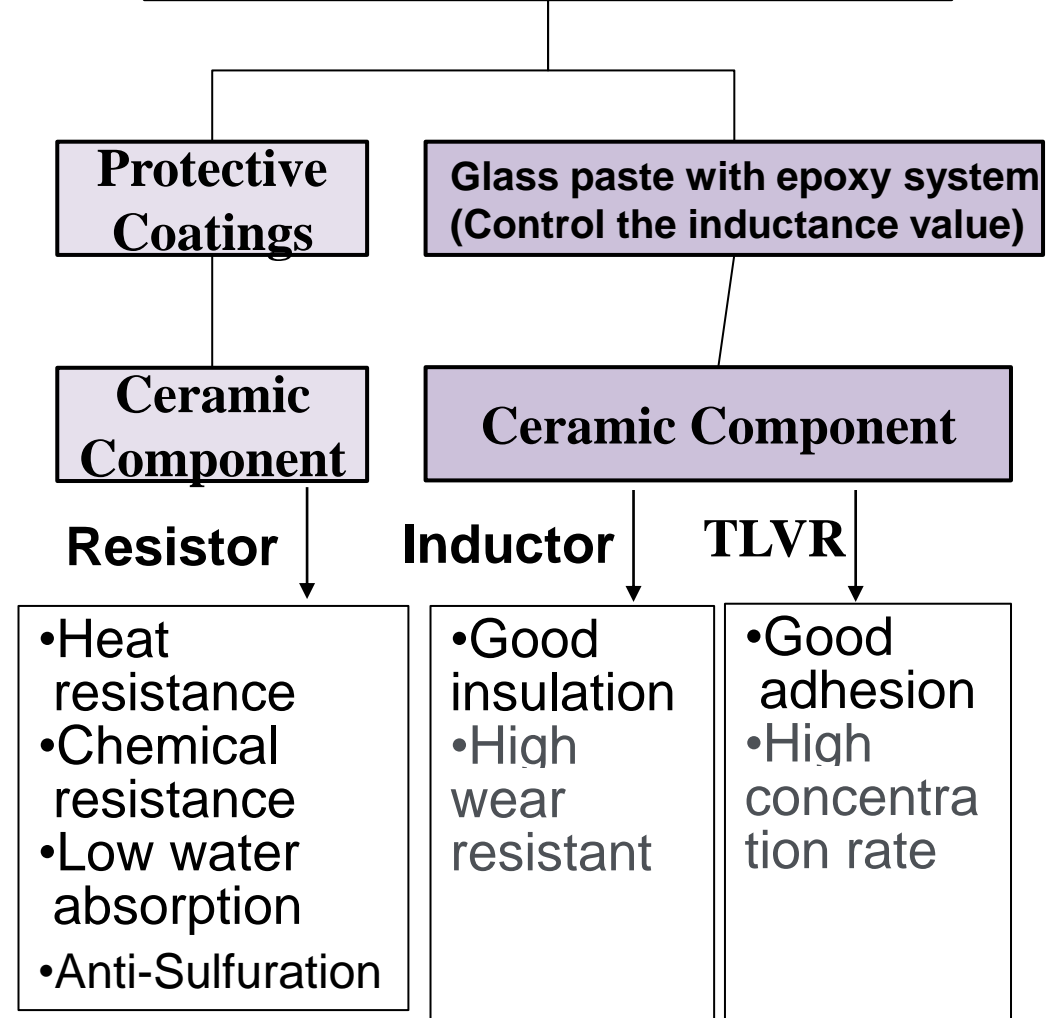 Protective
Coatings
Glass paste with epoxy system
(Control the inductance value)
Ceramic
Component
Ceramic Component
Resistor
Inductor
TLVR
•Heat
resistance
•Chemical
resistance
•Low water
absorption
•Anti-Sulfuration
•Good
insulation
•High
wear
resistant
•Good
adhesion
•High
concentra
tion rate